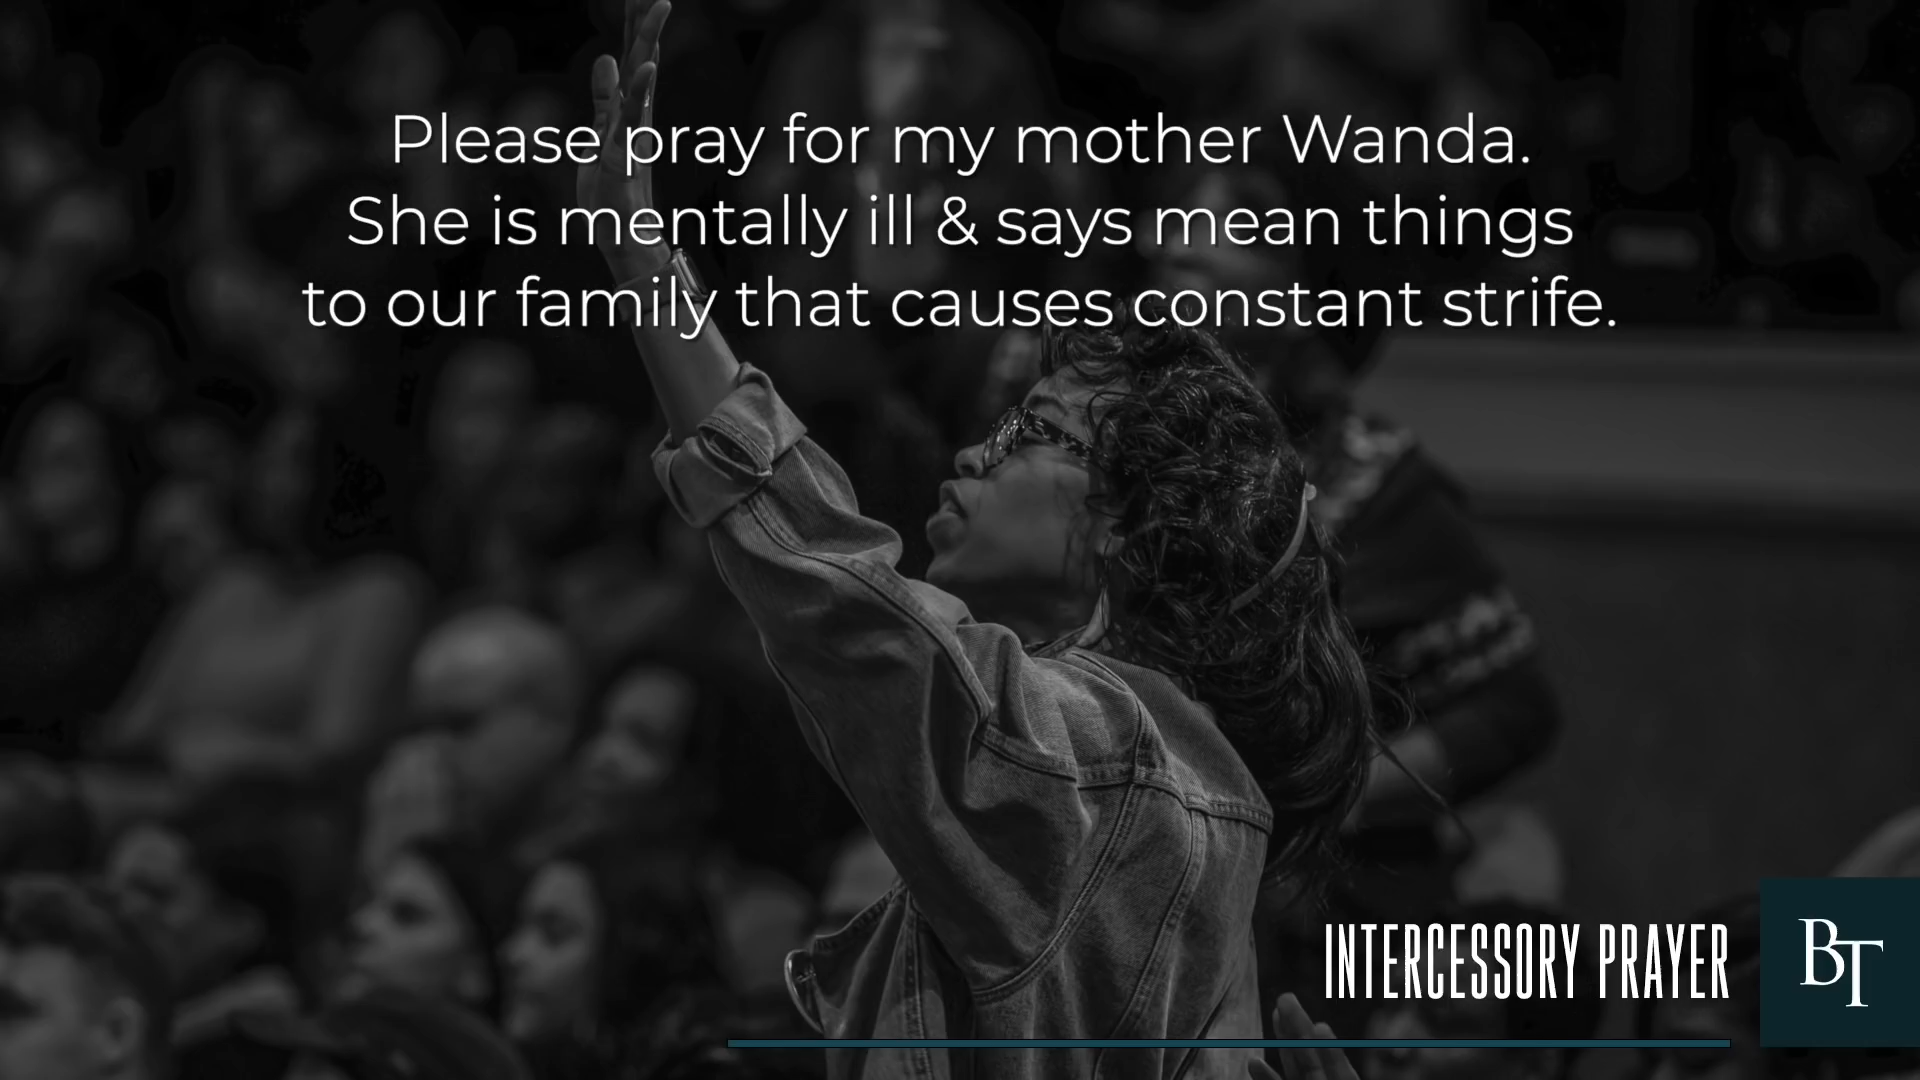 Please pray for my mother Wanda.
She is mentally ill & says mean things
to our family that causes constant strife.
INTERCESSORY PRAYER
BT